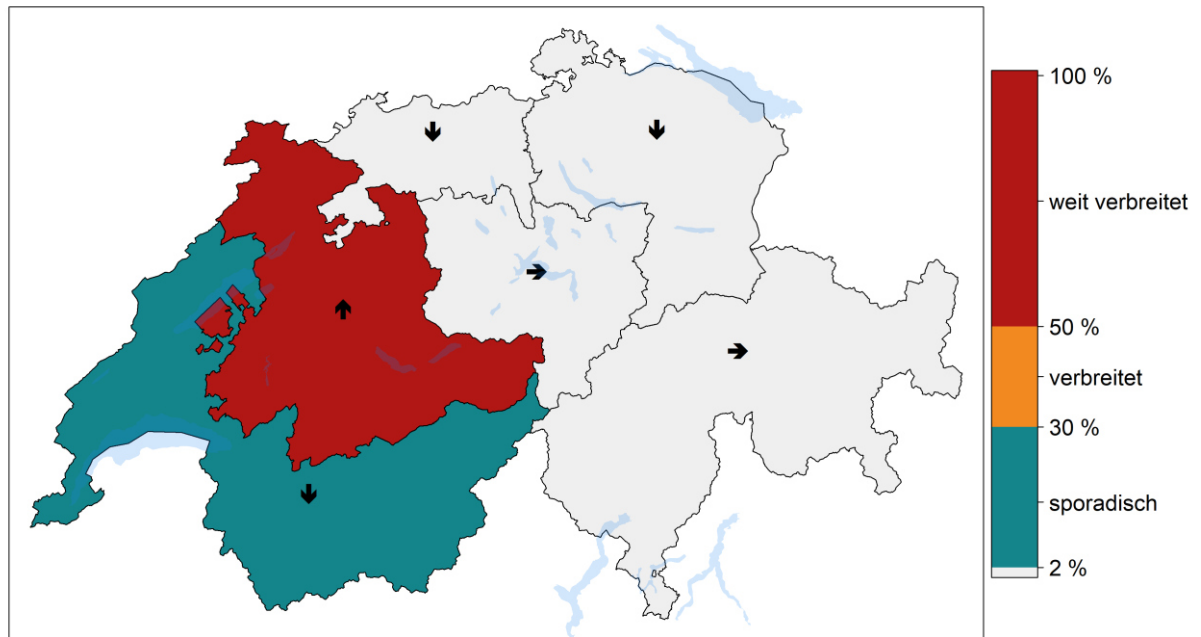 100 %
weit verbreitet
50 %
verbreitet
30 %
sporadisch
2 %